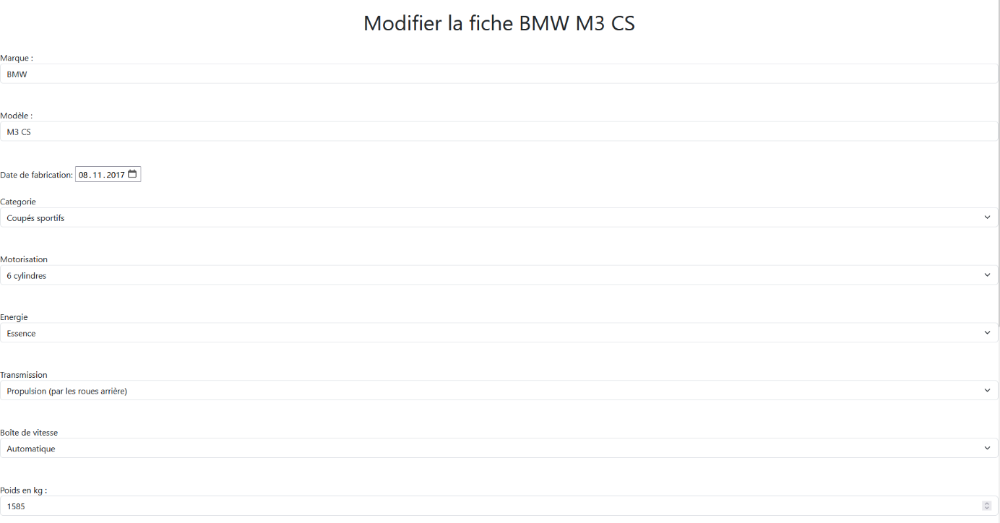 Modifier la fiche BMW M3 CS
Marque :
BMW
Modèle :
M3 CS
Date de fabrication: 08.11.2017
Categorie
Coupés sportifs
Motorisation
6 cylindres
Energie
Essence
Transmission
Propulsion (par les roues arrière)
Boîte de vitesse
Automatique
Poids en kg :
1585